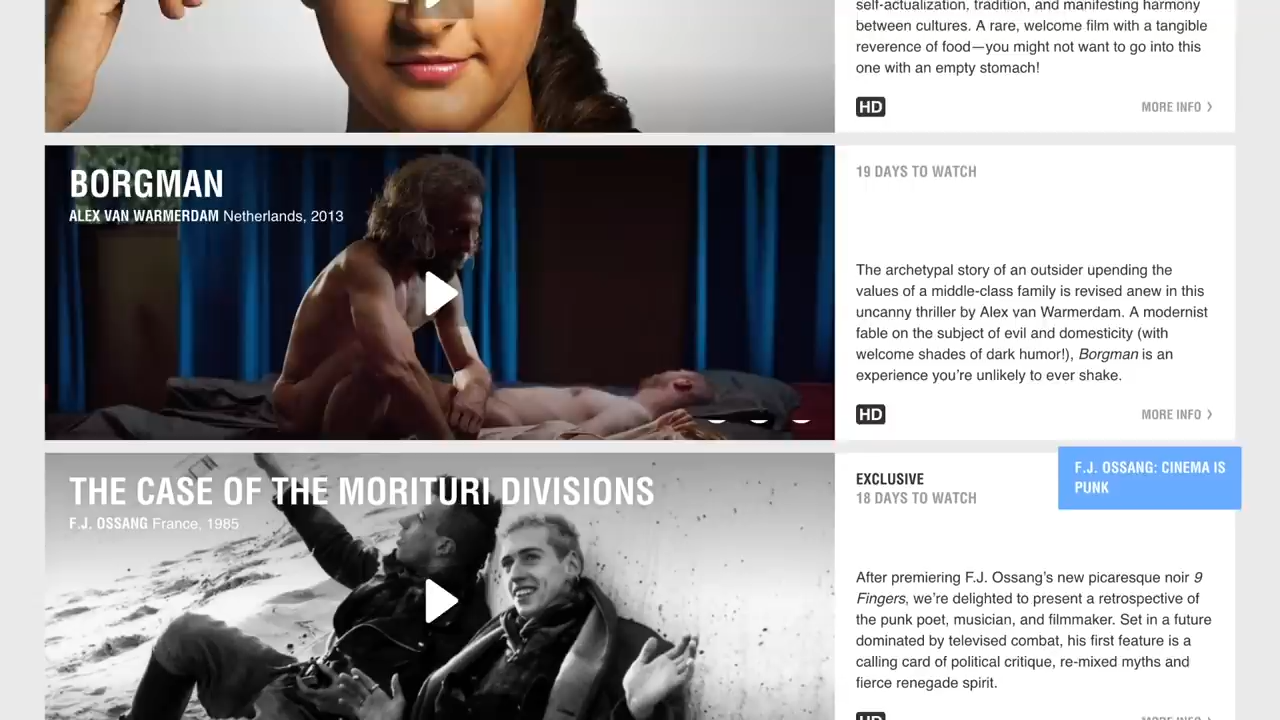 self-actualization, tradition, and manifesting harmony
between cultures. A rare, welcome film with a tangible
reverence of food—you might not want to go into this
one with an empty stomach!
HD
MORE INFO
BORGMAN
ALEX VAN WARMERDAM Netherlands, 2013
19 DAYS TO WATCH
The archetypal story of an outsider upending the
values of a middle-class family is revised anew in this
uncanny thriller by Alex van Warmerdam. A modernist
fable on the subject of evil and domesticity (with
welcome shades of dark humor!), Borgman is an
experience you’re unlikely to ever shake.
HD
MORE INFO
THE CASE OF THE MORITURI DIVISIONS
F.J. OSSANG France, 1985
EXCLUSIVE
18 DAYS TO WATCH
F.J. OSSANG: CINEMA IS
PUNK
After premiering F.J. Ossang’s new picaresque noir 9
Fingers, we’re delighted to present a retrospective of
the punk poet, musician, and filmmaker. Set in a future
dominated by televised combat, his first feature is a
calling card of political critique, re-mixed myths and
fierce renegade spirit.
HD
MORE INFO